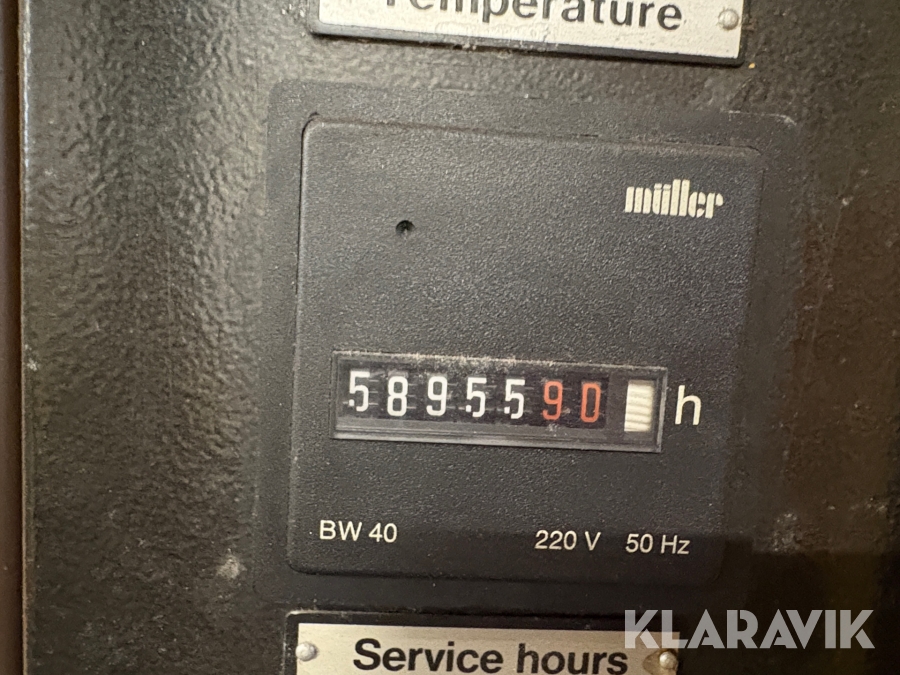 Temperature
müller
5895590 h
BW 40 220 V 50 Hz
Service hours
KLARAVIK